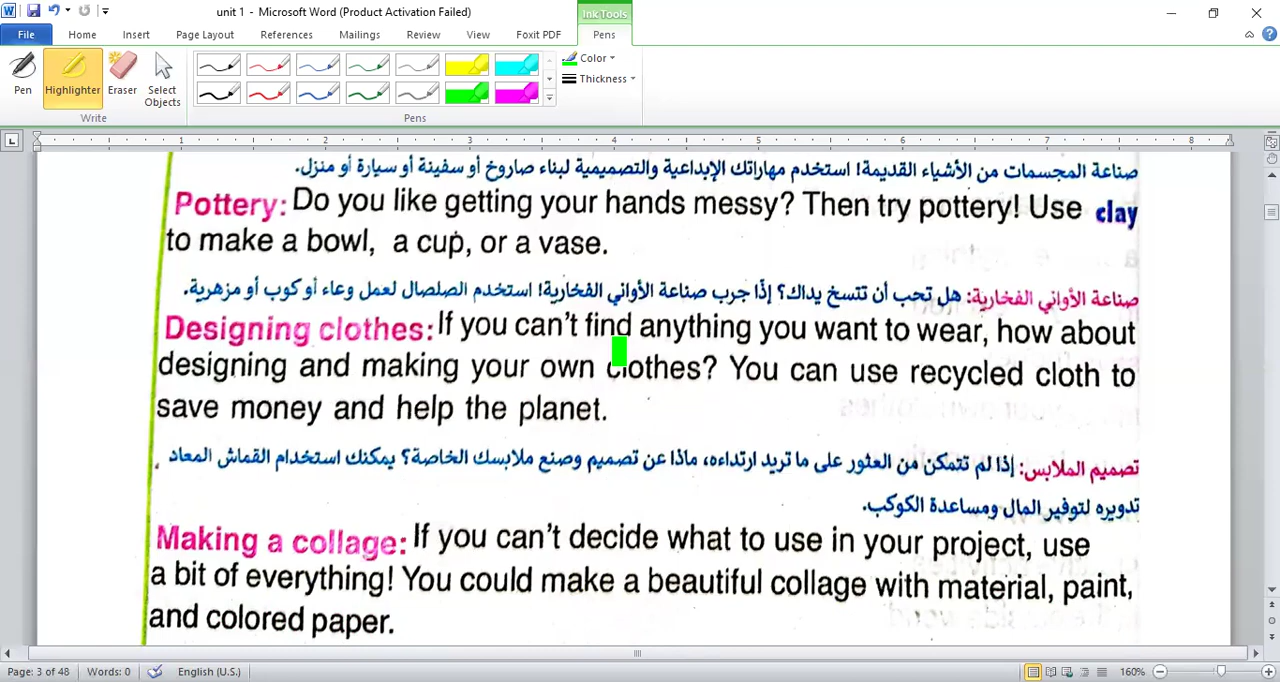 unit 1 - Microsoft Word (Product Activation Failed)
Ink Tools
File Home Insert Page Layout References Mailings Review View Foxit PDF Pens
Pen Highlighter Eraser Select Objects
Color
Thickness
Write Pens
1 2 3 4 5 6 7 8
صناعة المجسمات من الأشياء القديمة! استخدم مهاراتك الإبداعية والتصميمية لبناء صاروخ أو سفينة أو سيارة أو منزل.
Pottery: Do you like getting your hands messy? Then try pottery! Use clay
to make a bowl, a cup, or a vase.
صناعة الأواني الفخارية: هل تحب أن تتسخ يداك؟ إذًا جرب صناعة الأواني الفخارية! استخدم الصلصال لعمل وعاء أو كوب أو مزهرية.
Designing clothes: If you can't find anything you want to wear, how about
designing and making your own clothes? You can use recycled cloth to
save money and help the planet.
تصميم الملابس: إذا لم تتمكن من العثور على ما تريد ارتداءه، ماذا عن تصميم وصنع ملابسك الخاصة؟ يمكنك استخدام القماش المعاد
تدويره لتوفير المال ومساعدة الكوكب.
Making a collage: If you can't decide what to use in your project, use
a bit of everything! You could make a beautiful collage with material, paint,
and colored paper.
Page: 3 of 48 Words: 0 English (U.S.) 160%